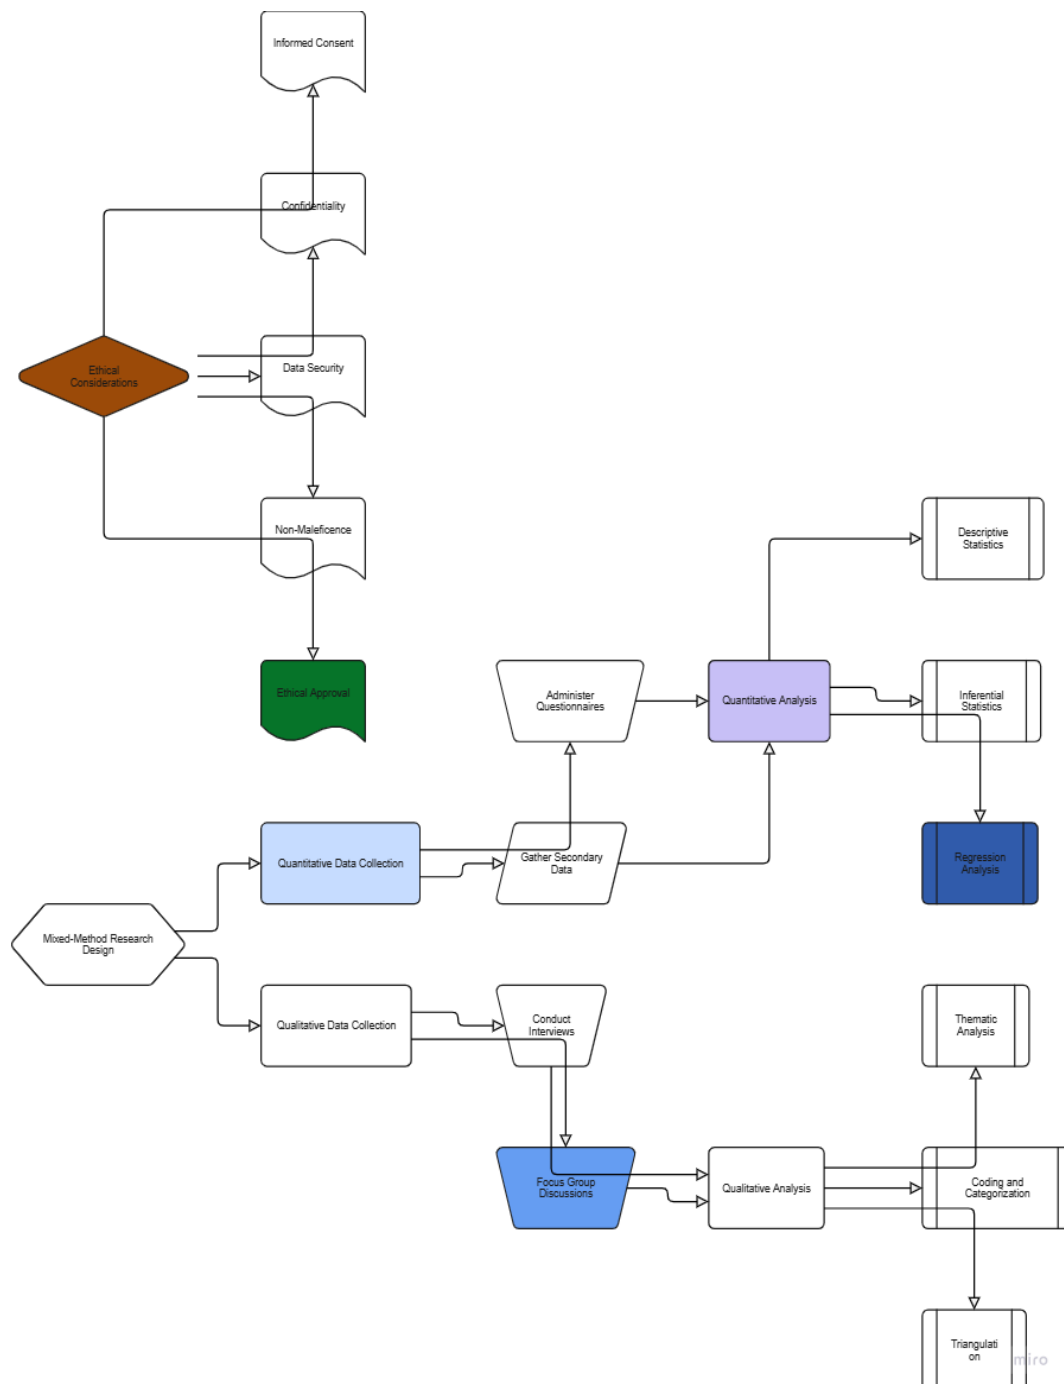 Informed Consent
Confidentiality
Ethical
Considerations
Data Security
Non-Maleficence
Descriptive
Statistics
Ethical Approval
Administer
Questionnaires
Quantitative Analysis
Inferential
Statistics
Quantitative Data Collection
Gather Secondary
Data
Regression
Analysis
Mixed-Method Research
Design
Qualitative Data Collection
Conduct
Interviews
Thematic
Analysis
Focus Group
Discussions
Qualitative Analysis
Coding and
Categorization
Triangulati
on
miro